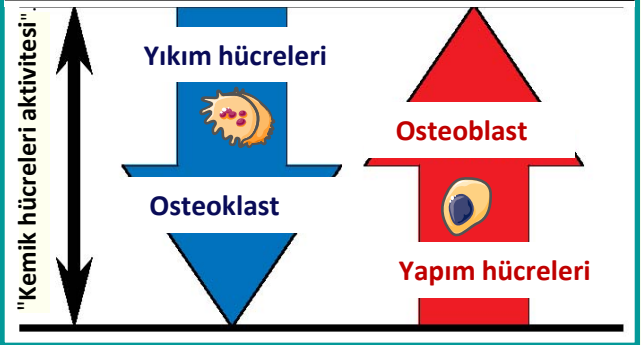 "Kemik hücreleri aktivitesi".
Yıkım hücreleri
Osteoklast
Osteoblast
Yapım hücreleri